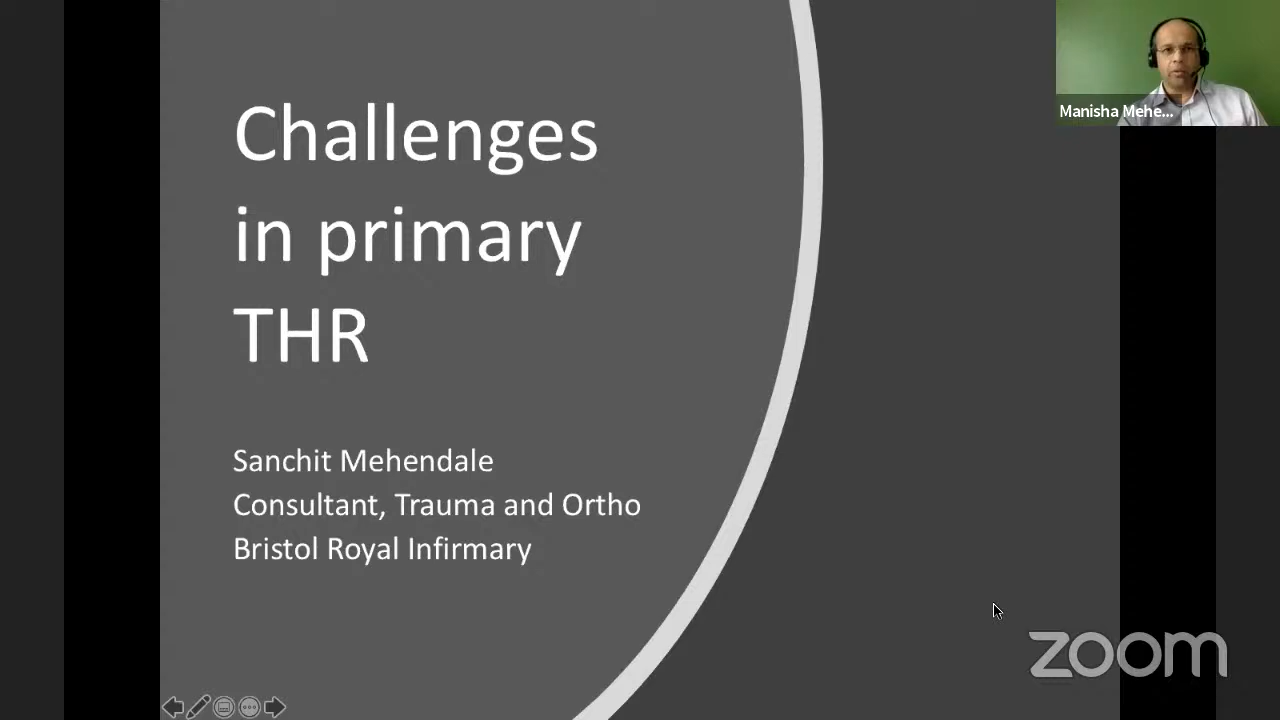 Challenges
in primary
THR
Sanchit Mehendale
Consultant, Trauma and Ortho
Bristol Royal Infirmary
Manisha Mehe...
zoom